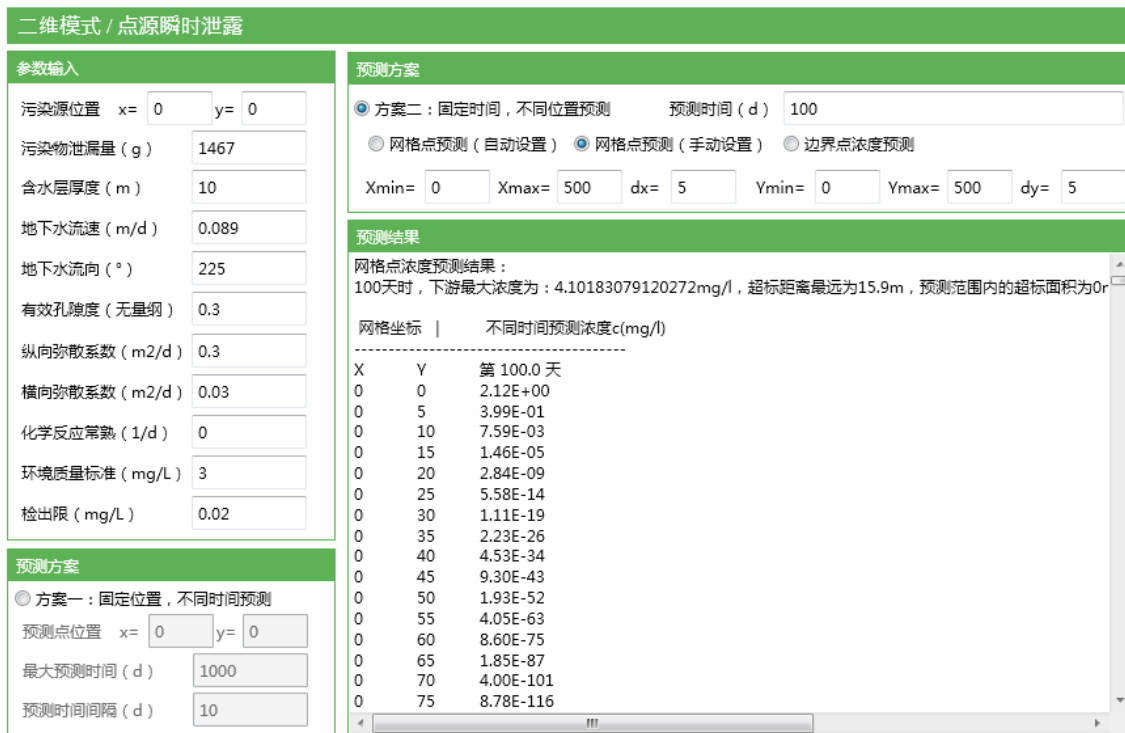 二维模式 / 点源瞬时泄露
参数输入
污染源位置 x= 0 y= 0
污染物泄漏量(g) 1467
含水层厚度(m) 10
地下水流速(m/d) 0.089
地下水流向(°) 225
有效孔隙度(无量纲) 0.3
纵向弥散系数(m2/d) 0.3
横向弥散系数(m2/d) 0.03
化学反应常熟(1/d) 0
环境质量标准(mg/L) 3
检出限(mg/L) 0.02
预测方案
方案一:固定位置,不同时间预测
预测点位置 x= 0 y= 0
最大预测时间(d) 1000
预测时间间隔(d) 10
预测方案
方案二:固定时间,不同位置预测 预测时间(d) 100
网格点预测(自动设置) 网格点预测(手动设置) 边界点浓度预测
Xmin= 0 Xmax= 500 dx= 5 Ymin= 0 Ymax= 500 dy= 5
预测结果
网格点浓度预测结果:
100天时,下游最大浓度为:4.10183079120272mg/l,超标距离最远为15.9m,预测范围内的超标面积为0
网格坐标 | 不同时间预测浓度c(mg/l)
----------------------------------------
X Y 第 100.0 天
0 0 2.12E+00
0 5 3.99E-01
0 10 7.59E-03
0 15 1.46E-05
0 20 2.84E-09
0 25 5.58E-14
0 30 1.11E-19
0 35 2.23E-26
0 40 4.53E-34
0 45 9.30E-43
0 50 1.93E-52
0 55 4.05E-63
0 60 8.60E-75
0 65 1.85E-87
0 70 4.00E-101
0 75 8.78E-116